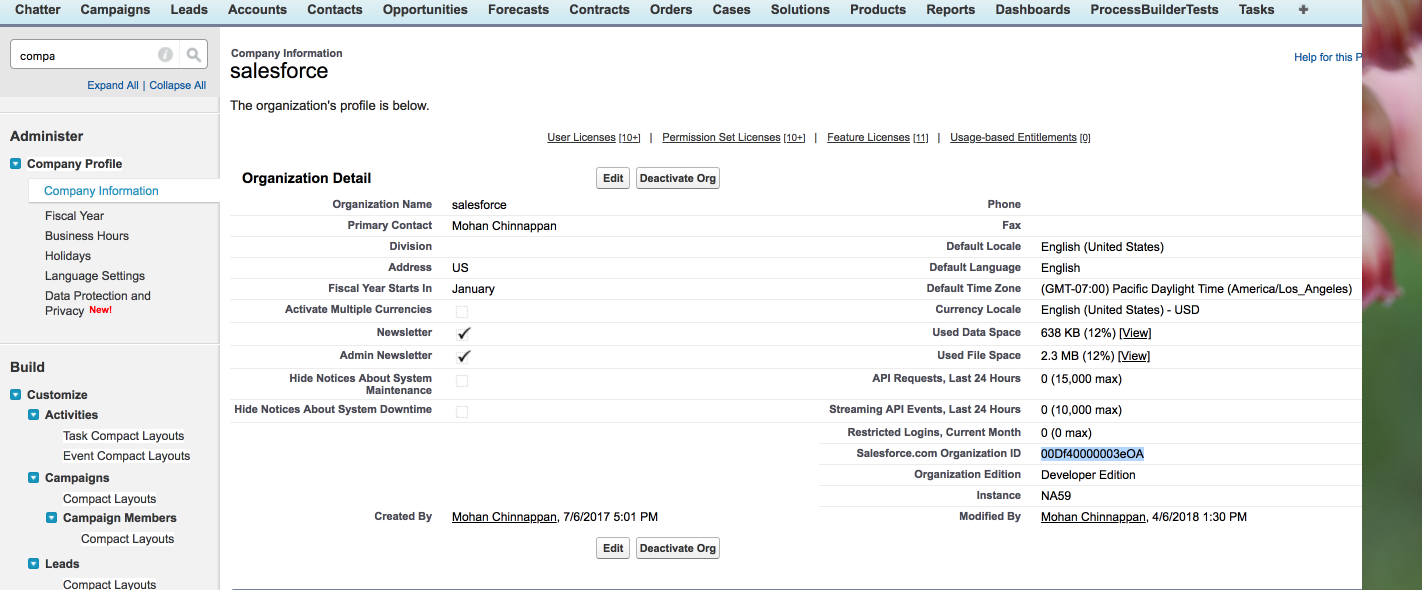 Chatter Campaigns Leads Accounts Contacts Opportunities Forecasts Contracts Orders Cases Solutions Products Reports Dashboards ProcessBuilderTests Tasks +
compa
Expand All | Collapse All
Administer
Company Profile
Company Information
Fiscal Year
Business Hours
Holidays
Language Settings
Data Protection and
Privacy New!
Build
Customize
Activities
Task Compact Layouts
Event Compact Layouts
Campaigns
Compact Layouts
Campaign Members
Compact Layouts
Leads
Compact Layouts
Company Information
salesforce
Help for this P
The organization's profile is below.
User Licenses [10+] | Permission Set Licenses [10+] | Feature Licenses [11] | Usage-based Entitlements [0]
Organization Detail Edit Deactivate Org
Organization Name salesforce Phone
Primary Contact Mohan Chinnappan Fax
Division Default Locale English (United States)
Address US Default Language English
Fiscal Year Starts In January Default Time Zone (GMT-07:00) Pacific Daylight Time (America/Los_Angeles)
Activate Multiple Currencies Currency Locale English (United States) - USD
Newsletter ✓ Used Data Space 638 KB (12%) [View]
Admin Newsletter ✓ Used File Space 2.3 MB (12%) [View]
Hide Notices About System
Maintenance API Requests, Last 24 Hours 0 (15,000 max)
Hide Notices About System Downtime Streaming API Events, Last 24 Hours 0 (10,000 max)
Restricted Logins, Current Month 0 (0 max)
Salesforce.com Organization ID 00Df40000003eOA
Organization Edition Developer Edition
Instance NA59
Created By Mohan Chinnappan, 7/6/2017 5:01 PM Modified By Mohan Chinnappan, 4/6/2018 1:30 PM
Edit Deactivate Org